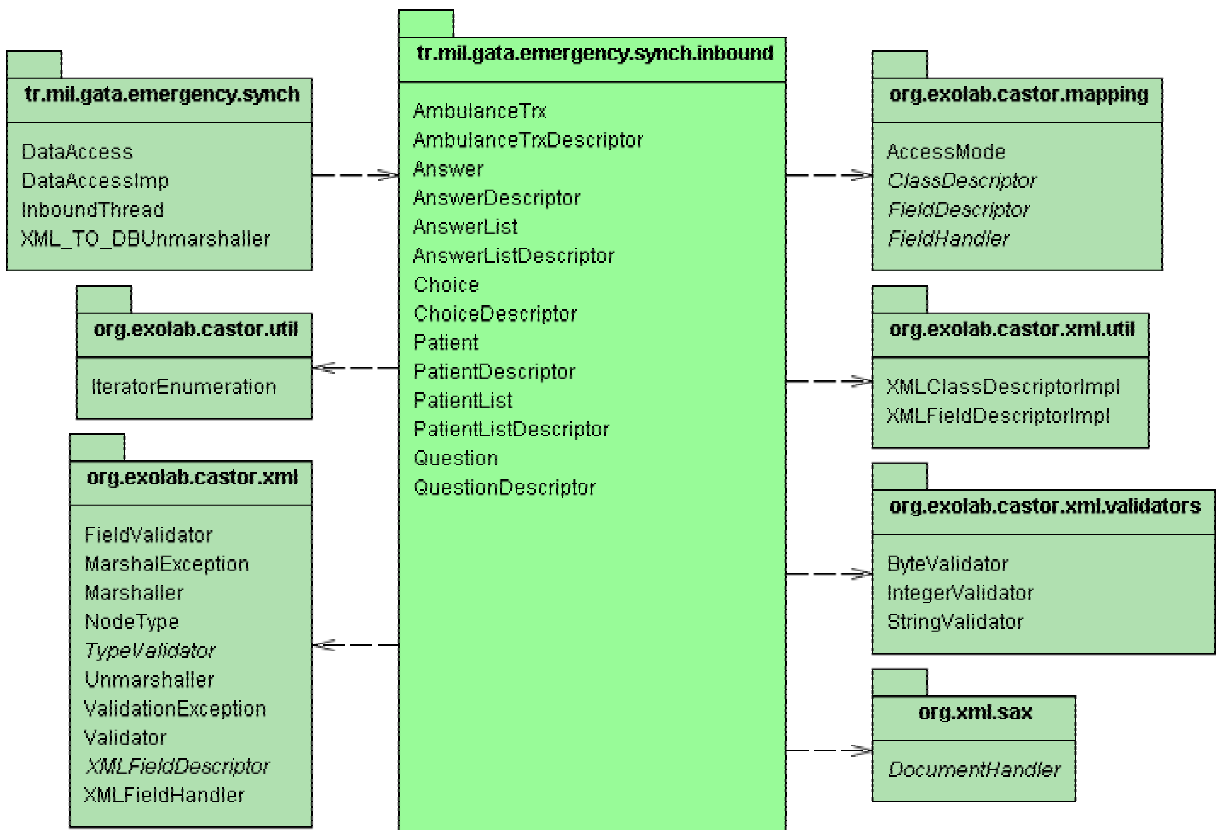 tr.mil.gata.emergency.synch
DataAccess
DataAccessImp
InboundThread
XML_TO_DBUnmarshaller
org.exolab.castor.util
IteratorEnumeration
org.exolab.castor.xml
FieldValidator
MarshalException
Marshaller
NodeType
TypeValidator
Unmarshaller
ValidationException
Validator
XMLFieldDescriptor
XMLFieldHandler
tr.mil.gata.emergency.synch.inbound
AmbulanceTrx
AmbulanceTrxDescriptor
Answer
AnswerDescriptor
AnswerList
AnswerListDescriptor
Choice
ChoiceDescriptor
Patient
PatientDescriptor
PatientList
PatientListDescriptor
Question
QuestionDescriptor
org.exolab.castor.mapping
AccessMode
ClassDescriptor
FieldDescriptor
FieldHandler
org.exolab.castor.xml.util
XMLClassDescriptorImpl
XMLFieldDescriptorImpl
org.exolab.castor.xml.validators
ByteValidator
IntegerValidator
StringValidator
org.xml.sax
DocumentHandler